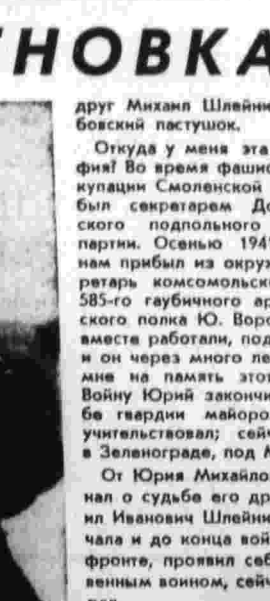 НОВКА
друг Михаил Шлейни
бовский пастушок.
Откуда у меня эта
фия? Во время фашис
купации Смоленской
был секретарем До
ского подпольного
партии. Осенью 194
нам прибыл из окруж
ретарь комсомольск
585-го гаубичного ар
ского полка Ю. Воро
вместе работали, под
и он через много ле
мне на память этот
Войну Юрий закончи
бе гвардии майоро
учительствовал; сейч
в Зеленограде, под М
От Юрия Михайло
нал о судьбе его др
ил Иванович Шлейни
чала и до конца вой
фронте, проявил себ
венным воином, сейч